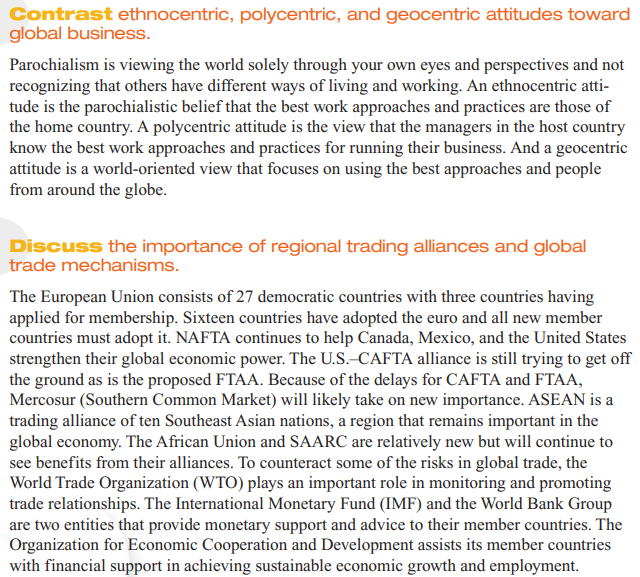 Contrast ethnocentric, polycentric, and geocentric attitudes toward
global business.
Parochialism is viewing the world solely through your own eyes and perspectives and not
recognizing that others have different ways of living and working. An ethnocentric atti-
tude is the parochialistic belief that the best work approaches and practices are those of
the home country. A polycentric attitude is the view that the managers in the host country
know the best work approaches and practices for running their business. And a geocentric
attitude is a world-oriented view that focuses on using the best approaches and people
from around the globe.
Discuss the importance of regional trading alliances and global
trade mechanisms.
The European Union consists of 27 democratic countries with three countries having
applied for membership. Sixteen countries have adopted the euro and all new member
countries must adopt it. NAFTA continues to help Canada, Mexico, and the United States
strengthen their global economic power. The U.S.–CAFTA alliance is still trying to get off
the ground as is the proposed FTAA. Because of the delays for CAFTA and FTAA,
Mercosur (Southern Common Market) will likely take on new importance. ASEAN is a
trading alliance of ten Southeast Asian nations, a region that remains important in the
global economy. The African Union and SAARC are relatively new but will continue to
see benefits from their alliances. To counteract some of the risks in global trade, the
World Trade Organization (WTO) plays an important role in monitoring and promoting
trade relationships. The International Monetary Fund (IMF) and the World Bank Group
are two entities that provide monetary support and advice to their member countries. The
Organization for Economic Cooperation and Development assists its member countries
with financial support in achieving sustainable economic growth and employment.